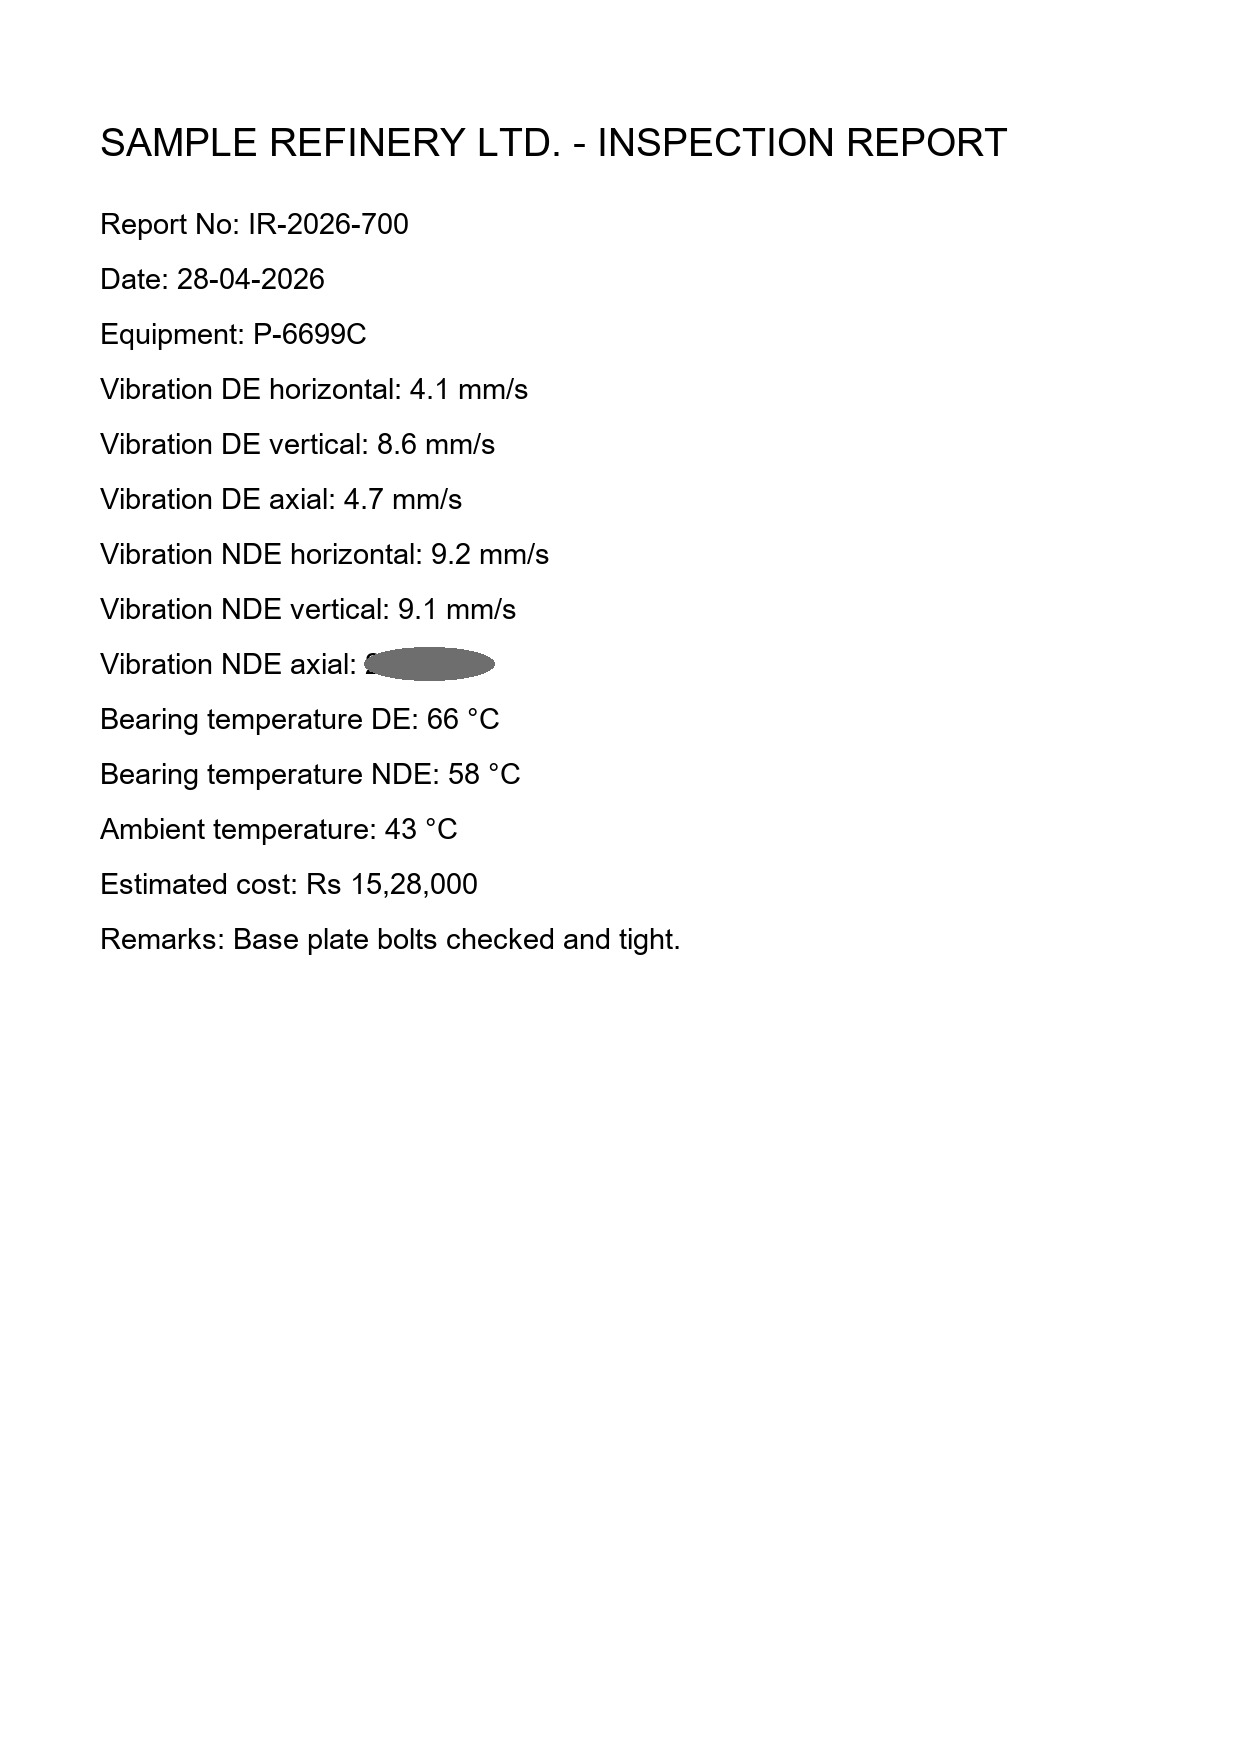 SAMPLE REFINERY LTD. - INSPECTION REPORT
Report No: IR-2026-700
Date: 28-04-2026
Equipment: P-6699C
Vibration DE horizontal: 4.1 mm/s
Vibration DE vertical: 8.6 mm/s
Vibration DE axial: 4.7 mm/s
Vibration NDE horizontal: 9.2 mm/s
Vibration NDE vertical: 9.1 mm/s
Vibration NDE axial:
Bearing temperature DE: 66 °C
Bearing temperature NDE: 58 °C
Ambient temperature: 43 °C
Estimated cost: Rs 15,28,000
Remarks: Base plate bolts checked and tight.